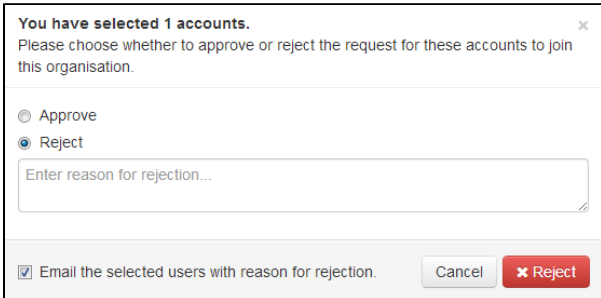 You have selected 1 accounts.
Please choose whether to approve or reject the request for these accounts to join
this organisation.
Approve
Reject
Enter reason for rejection...
Email the selected users with reason for rejection.
Cancel
Reject